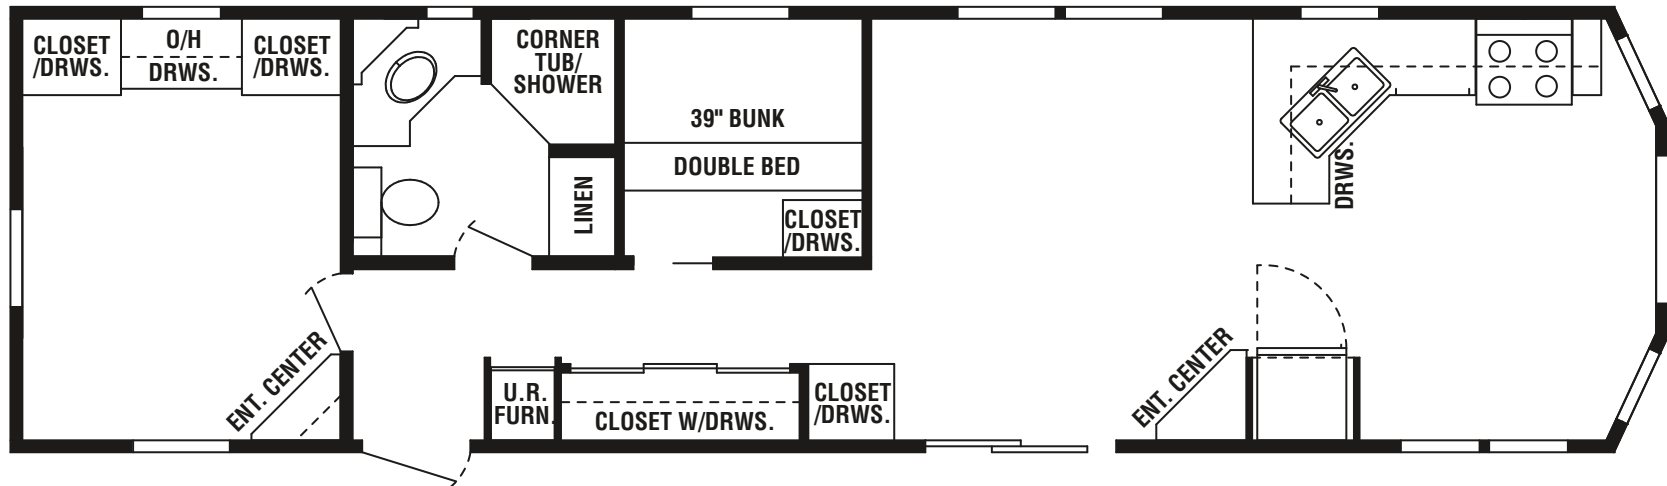 CLOSET
/DRWS.
O/H
DRWS.
CLOSET
/DRWS.
CORNER
TUB/
SHOWER
39" BUNK
DOUBLE BED
LINEN
CLOSET
/DRWS.
DRWS.
ENT. CENTER
U.R.
FURN.
CLOSET W/DRWS.
CLOSET
/DRWS.
ENT. CENTER